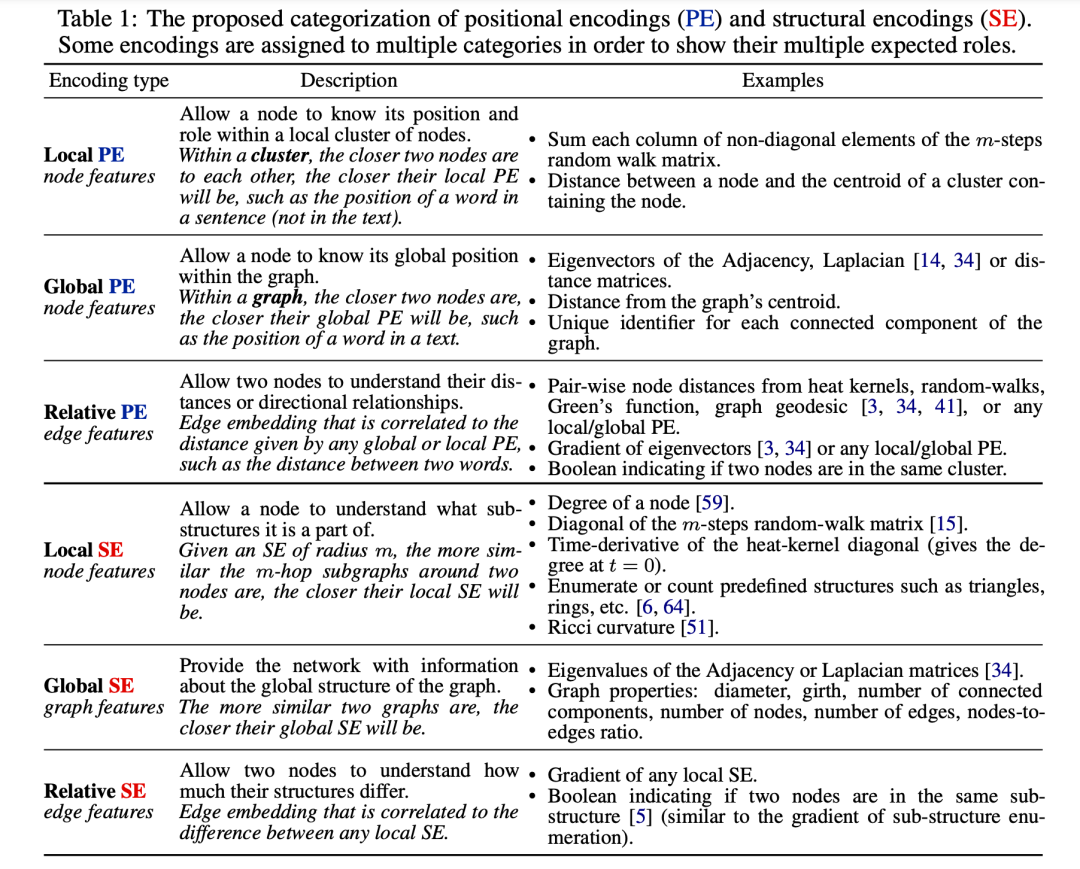 Table 1: The proposed categorization of positional encodings (PE) and structural encodings (SE).
Some encodings are assigned to multiple categories in order to show their multiple expected roles.
Encoding type Description Examples
Local PE
node features
Allow a node to know its position and
role within a local cluster of nodes.
Within a cluster, the closer two nodes are
to each other, the closer their local PE
will be, such as the position of a word in
a sentence (not in the text).
• Sum each column of non-diagonal elements of the m-steps
random walk matrix.
• Distance between a node and the centroid of a cluster con-
taining the node.
Global PE
node features
Allow a node to know its global position
within the graph.
Within a graph, the closer two nodes are,
the closer their global PE will be, such
as the position of a word in a text.
• Eigenvectors of the Adjacency, Laplacian [14, 34] or dis-
tance matrices.
• Distance from the graph's centroid.
• Unique identifier for each connected component of the
graph.
Relative PE
edge features
Allow two nodes to understand their dis-
tances or directional relationships.
Edge embedding that is correlated to the
distance given by any global or local PE,
such as the distance between two words.
• Pair-wise node distances from heat kernels, random-walks,
Green's function, graph geodesic [3, 34, 41], or any
local/global PE.
• Gradient of eigenvectors [3, 34] or any local/global PE.
• Boolean indicating if two nodes are in the same cluster.
Local SE
node features
Allow a node to understand what sub-
structures it is a part of.
Given an SE of radius m, the more sim-
ilar the m-hop subgraphs around two
nodes are, the closer their local SE will
be.
• Degree of a node [59].
• Diagonal of the m-steps random-walk matrix [15].
• Time-derivative of the heat-kernel diagonal (gives the de-
gree at t = 0).
• Enumerate or count predefined structures such as triangles,
rings, etc. [6, 64].
• Ricci curvature [51].
Global SE
graph features
Provide the network with information
about the global structure of the graph.
The more similar two graphs are, the
closer their global SE will be.
• Eigenvalues of the Adjacency or Laplacian matrices [34].
• Graph properties: diameter, girth, number of connected
components, number of nodes, number of edges, nodes-to-
edges ratio.
Relative SE
edge features
Allow two nodes to understand how
much their structures differ.
Edge embedding that is correlated to the
difference between any local SE.
• Gradient of any local SE.
• Boolean indicating if two nodes are in the same sub-
structure [5] (similar to the gradient of sub-structure enu-
meration).